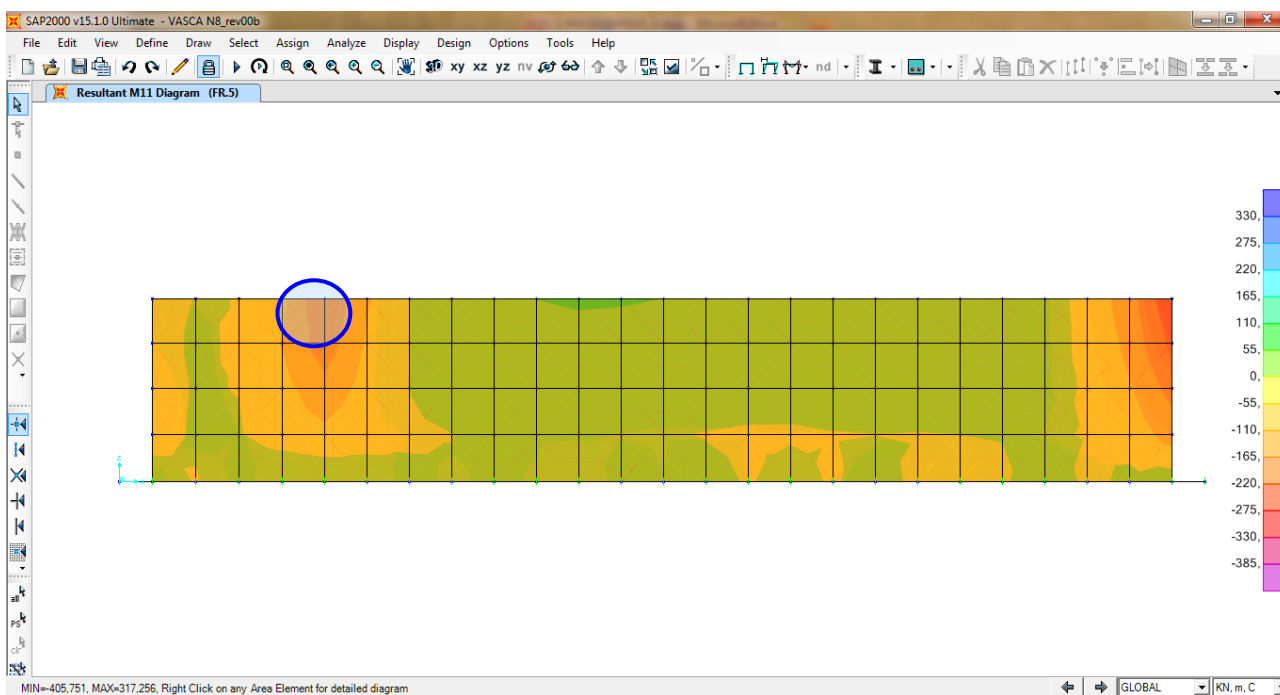 SAP2000 v15.1.0 Ultimate - VASCA N8_rev00b
File Edit View Define Draw Select Assign Analyze Display Design Options Tools Help
xy xz yz nv nd
Resultant M11 Diagram (FR.5)
330,
275,
220,
165,
110,
55,
0,
-55,
-110,
-165,
-220,
-275,
-330,
-385,
z
all
PS
clr
MIN=-405,751, MAX=317,256, Right Click on any Area Element for detailed diagram
GLOBAL
KN, m, C